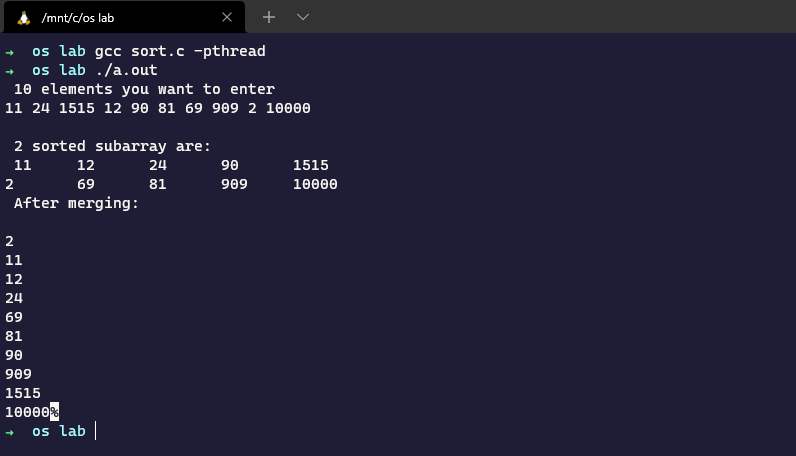 /mnt/c/os lab
→ os lab gcc sort.c -pthread
→ os lab ./a.out
10 elements you want to enter
11 24 1515 12 90 81 69 909 2 10000
2 sorted subarray are:
11 12 24 90 1515
2 69 81 909 10000
After merging:
2
11
12
24
69
81
90
909
1515
10000%
→ os lab